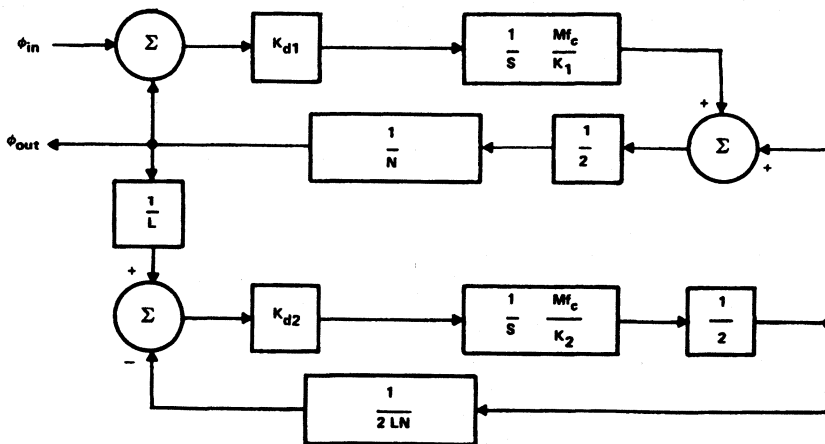 ϕin
Σ
Kd1
1/S Mfc/K1
+
ϕout
1/N
1/2
Σ
+
1/L
+
Σ
−
Kd2
1/S Mfc/K2
1/2
1/2 LN